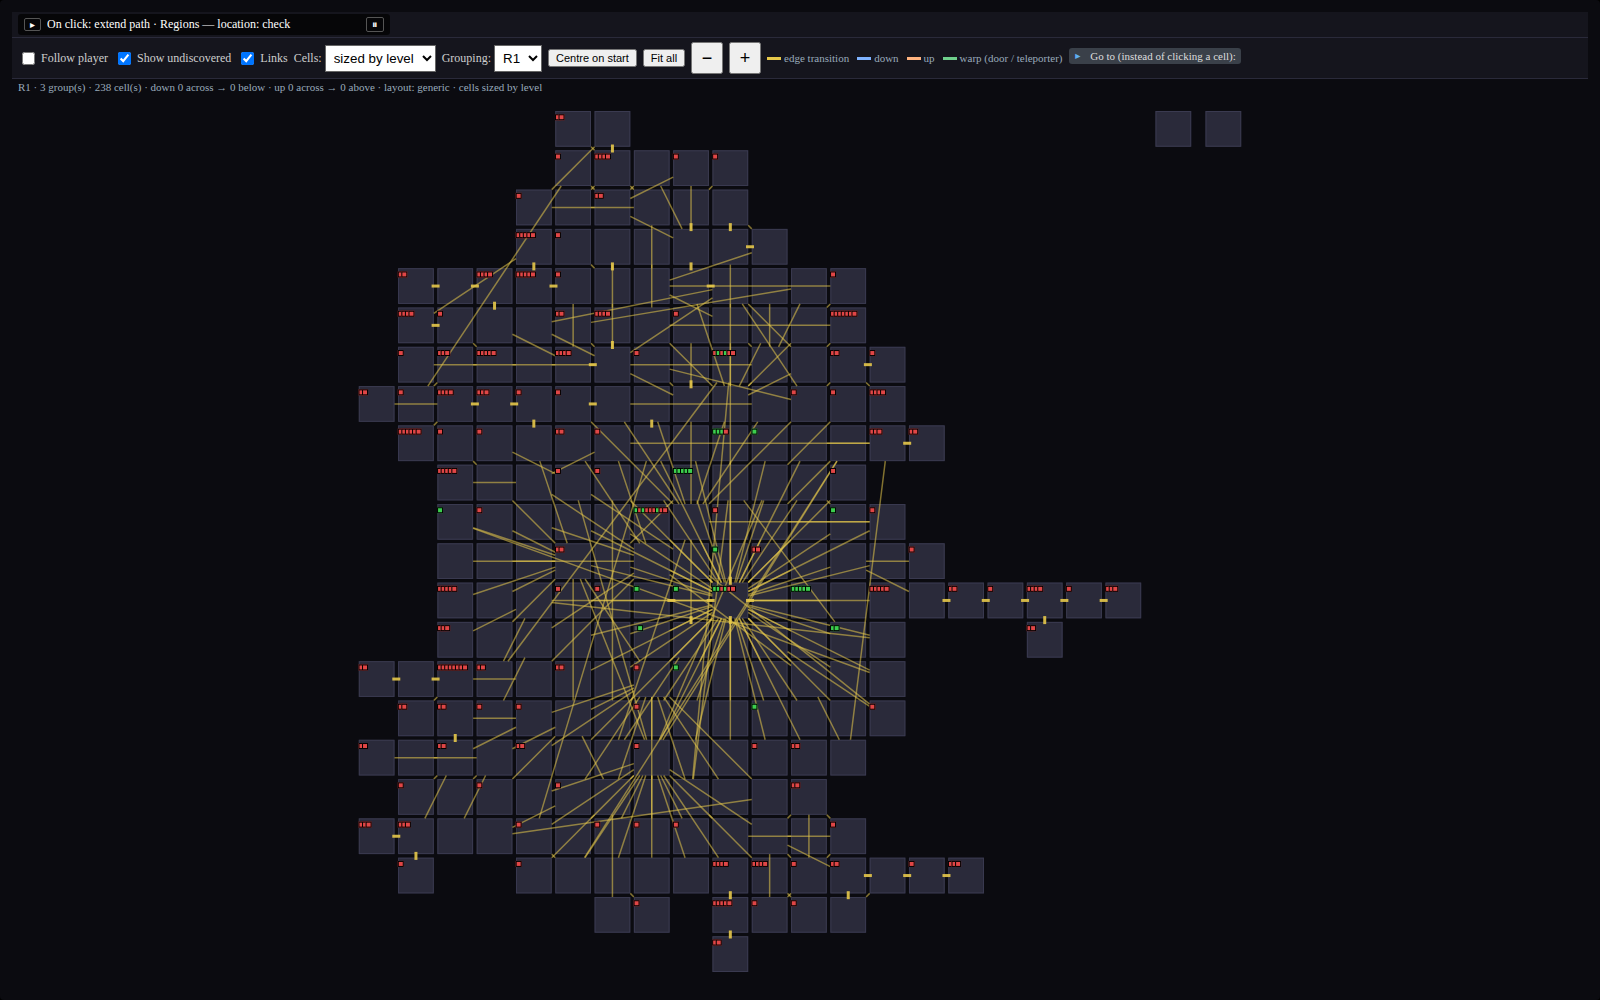 ▶ On click: extend path · Regions — location: check ⏸
Follow player Show undiscovered Links Cells: sized by level Grouping: R1 Centre on start Fit all − + edge transition down up warp (door / teleporter) ▶ Go to (instead of clicking a cell):
R1 · 3 group(s) · 238 cell(s) · down 0 across → 0 below · up 0 across → 0 above · layout: generic · cells sized by level